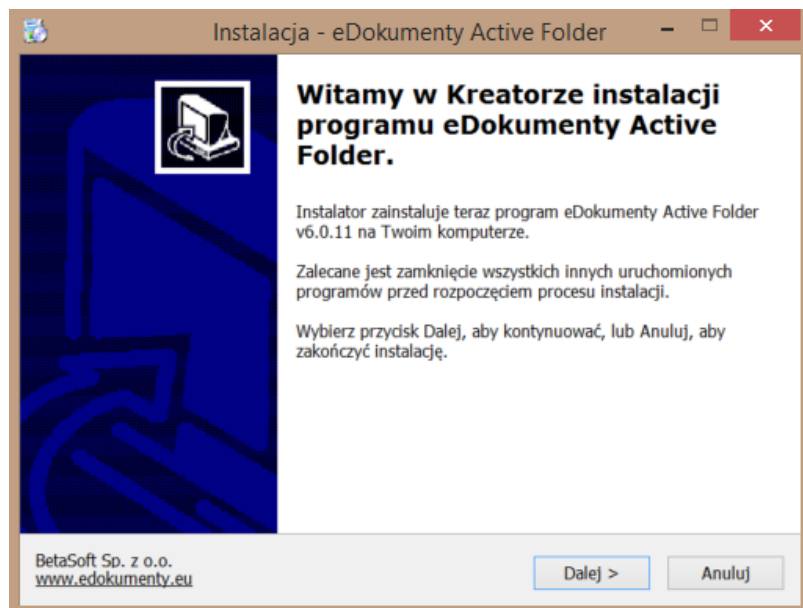 Instalacja - eDokumenty Active Folder
Witamy w Kreatorze instalacji
programu eDokumenty Active
Folder.
Instalator zainstaluje teraz program eDokumenty Active Folder
v6.0.11 na Twoim komputerze.
Zalecane jest zamknięcie wszystkich innych uruchomionych
programów przed rozpoczęciem procesu instalacji.
Wybierz przycisk Dalej, aby kontynuować, lub Anuluj, aby
zakończyć instalację.
BetaSoft Sp. z o.o.
www.edokumenty.eu
Dalej >
Anuluj